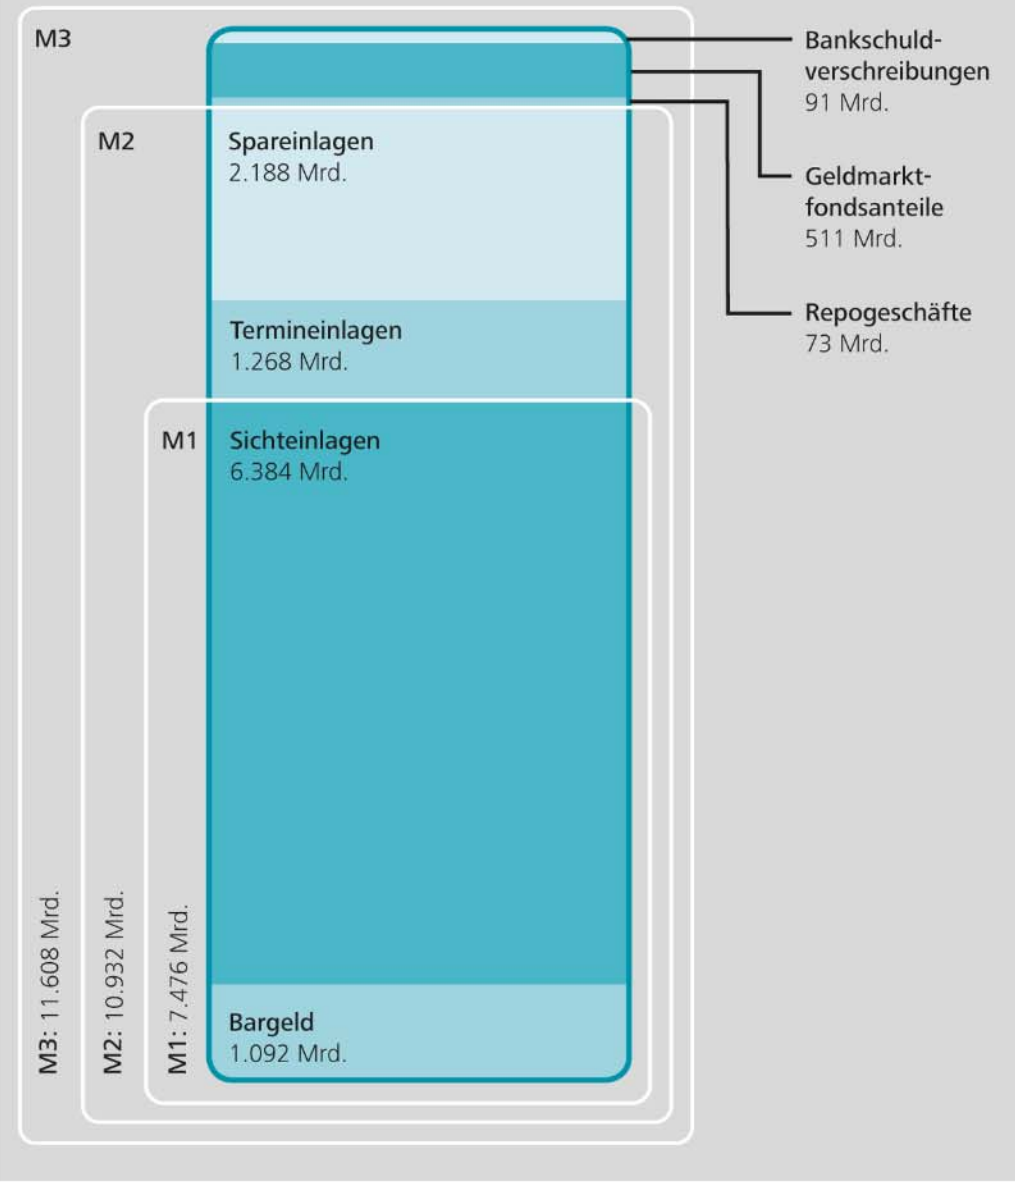 M3
Bankschuld-
verschreibungen
91 Mrd.
M2
Spareinlagen
2.188 Mrd.
Geldmarkt-
fondsanteile
511 Mrd.
Repogeschäfte
73 Mrd.
Termineinlagen
1.268 Mrd.
M1
Sichteinlagen
6.384 Mrd.
M3: 11.608 Mrd.
M2: 10.932 Mrd.
M1: 7.476 Mrd.
Bargeld
1.092 Mrd.